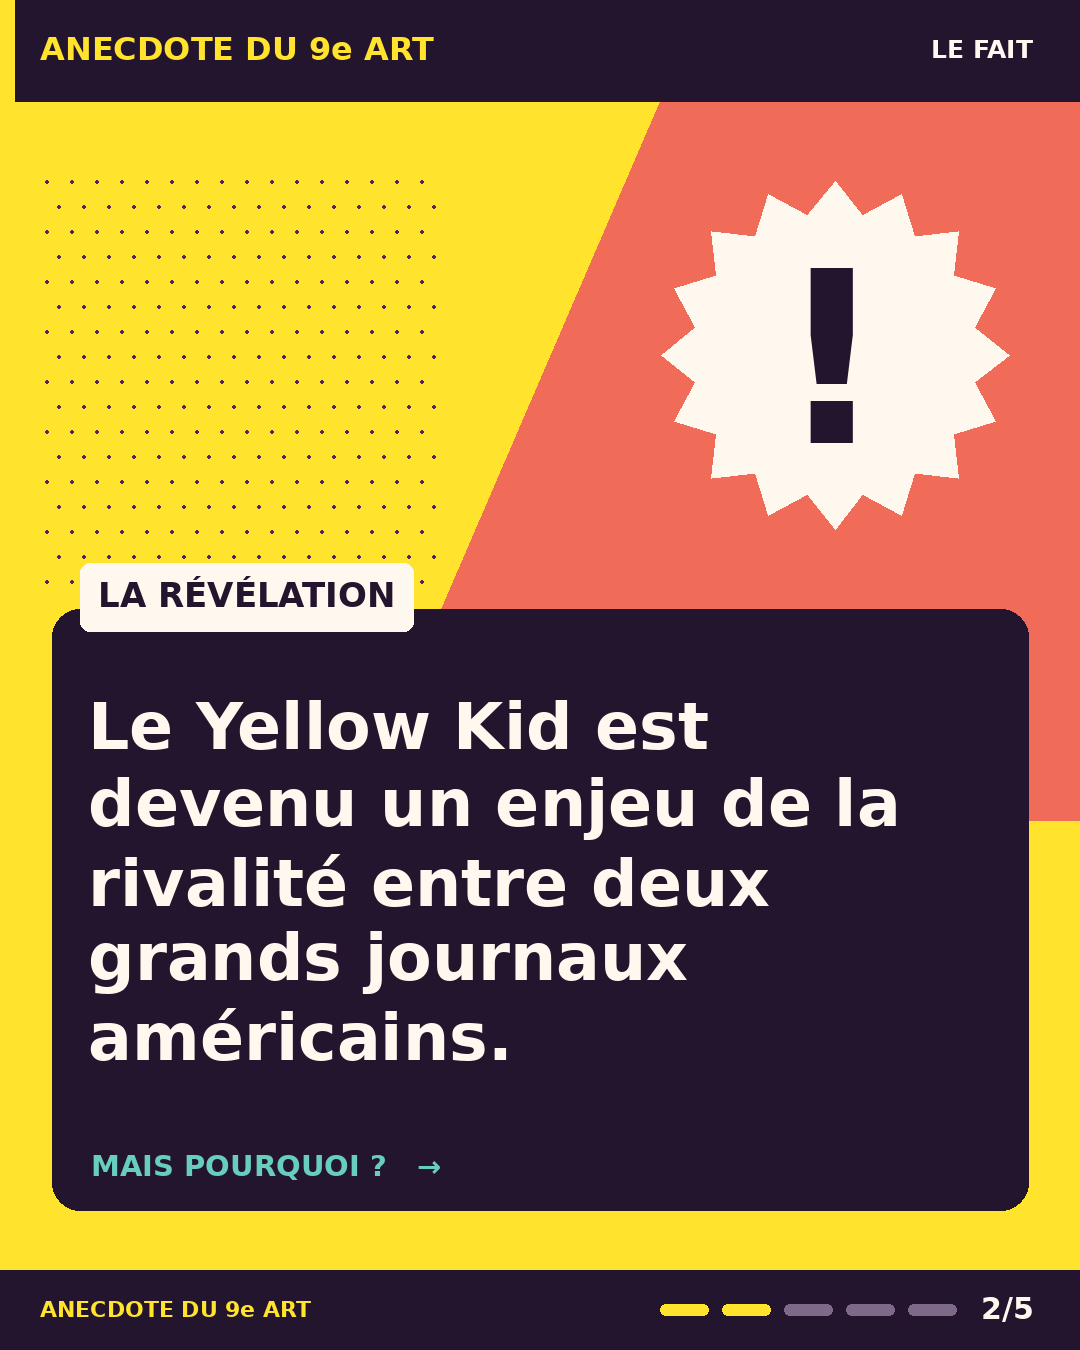 ANECDOTE DU 9e ART
LE FAIT
!
LA RÉVÉLATION
Le Yellow Kid est
devenu un enjeu de la
rivalité entre deux
grands journaux
américains.
MAIS POURQUOI ? →
ANECDOTE DU 9e ART
2/5